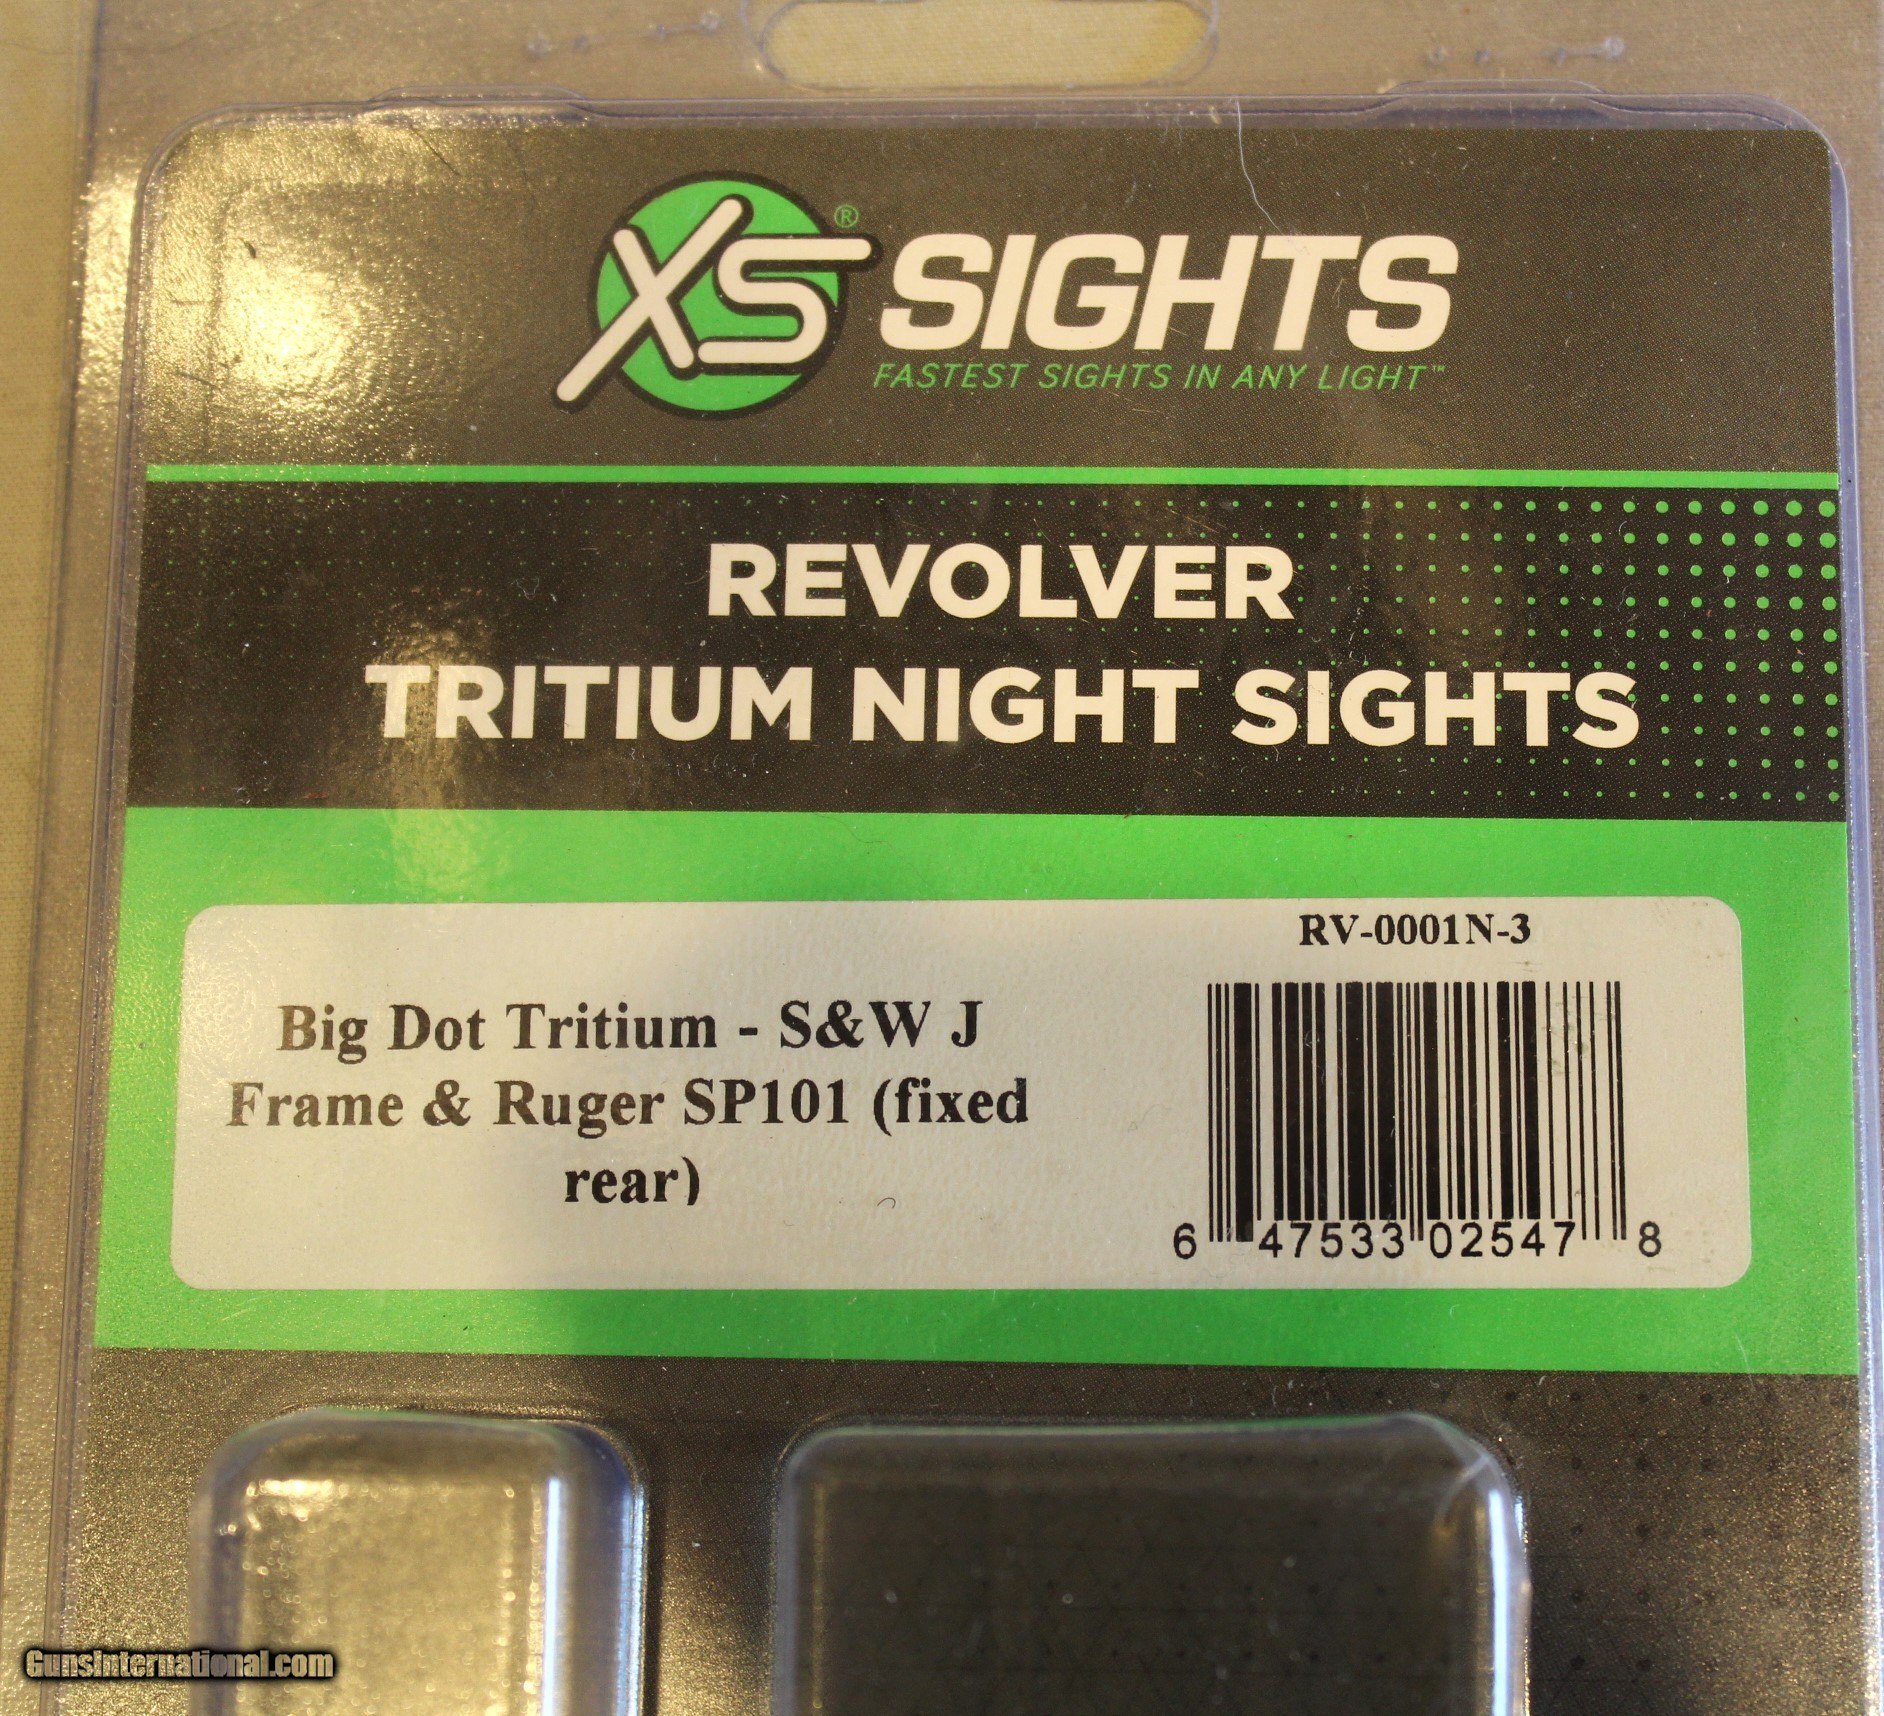 XS® SIGHTS
FASTEST SIGHTS IN ANY LIGHT™
REVOLVER
TRITIUM NIGHT SIGHTS
RV-0001N-3
Big Dot Tritium - S&W J
Frame & Ruger SP101 (fixed
rear)
6 47533 02547 8
GunsInternational.com